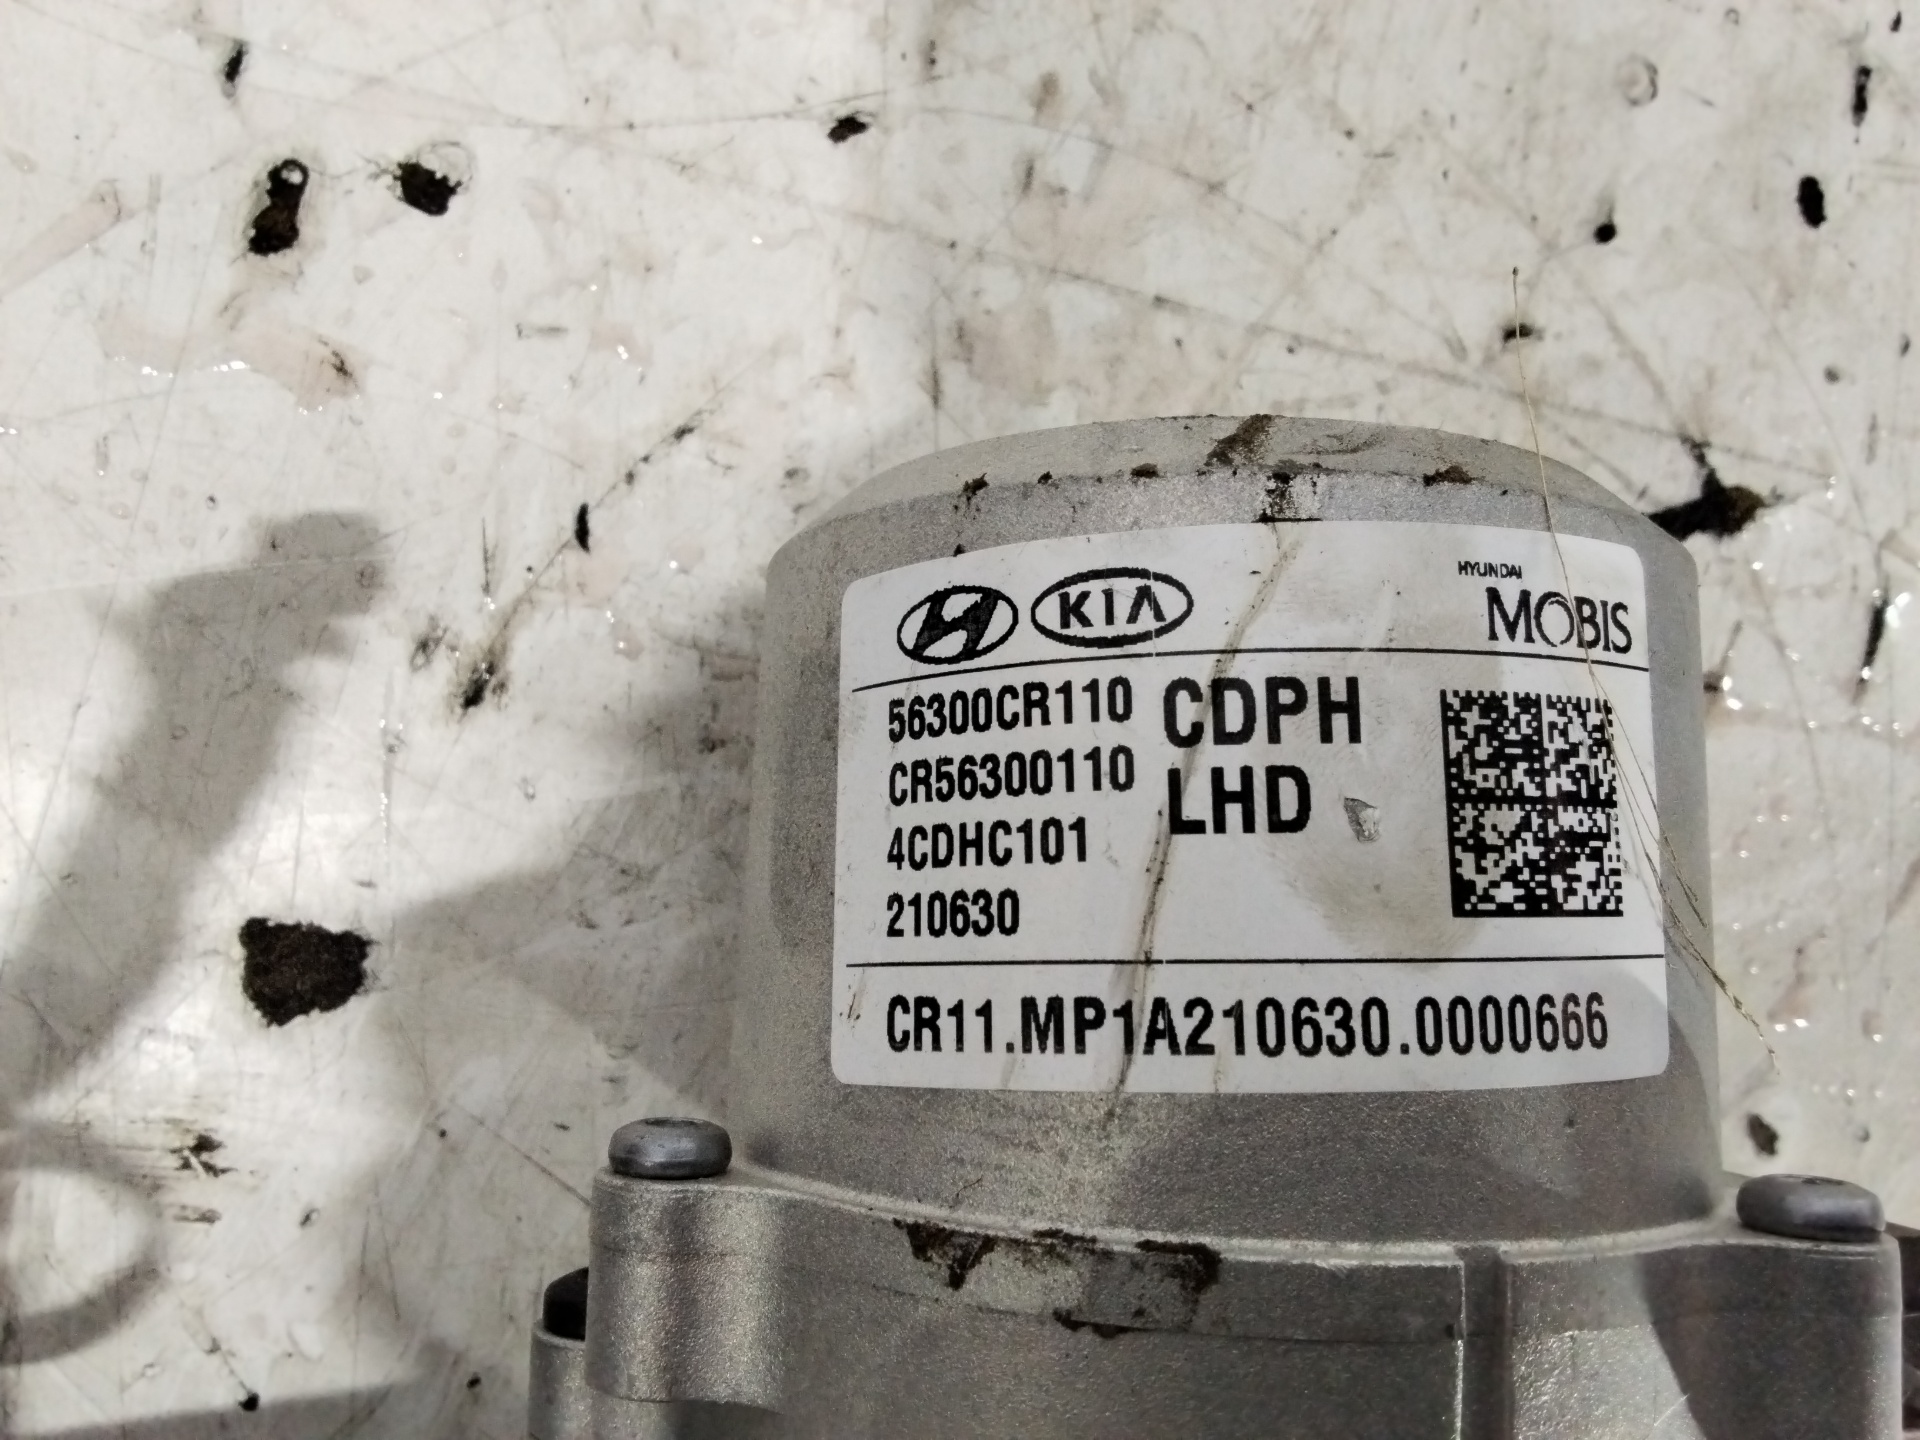 KIA
HYUNDAI
MOBIS
56300CR110 CDPH
CR56300110 LHD
4CDHC101
210630
CR11.MP1A210630.0000666